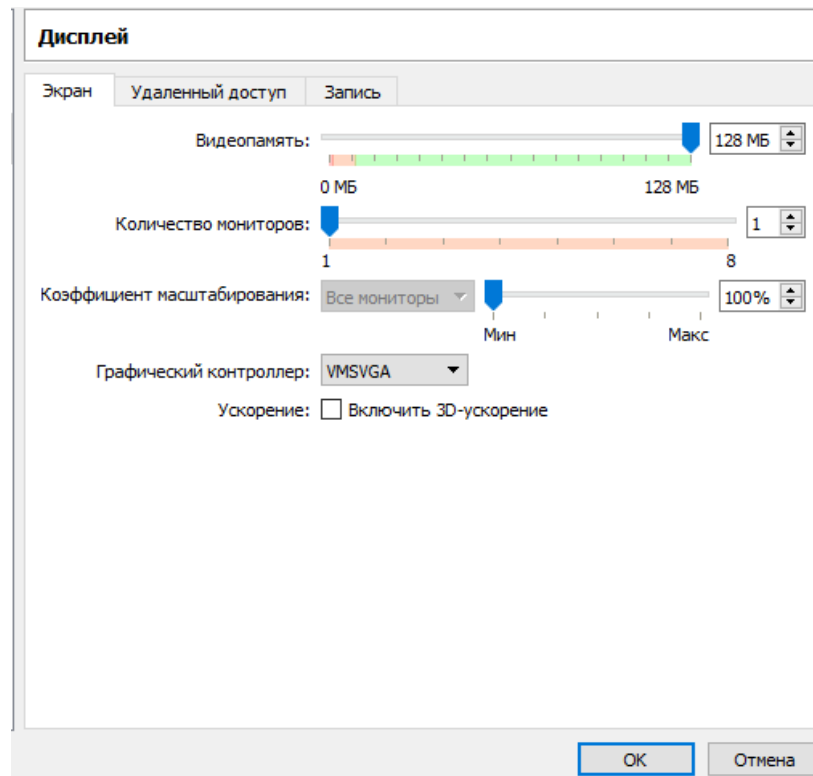 Дисплей
Экран Удаленный доступ Запись
Видеопамять: 128 МБ
0 МБ 128 МБ
Количество мониторов: 1
1 8
Коэффициент масштабирования: Все мониторы 100%
Мин Макс
Графический контроллер: VMSVGA
Ускорение: Включить 3D-ускорение
OK Отмена